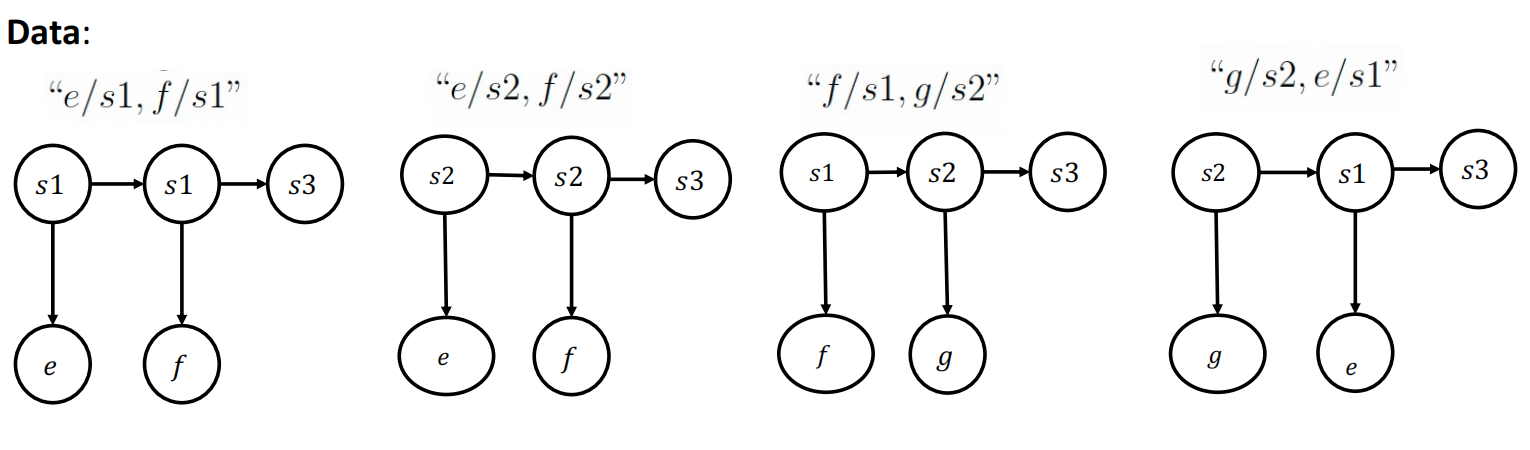 Data:
“e/s1, f/s1”
“e/s2, f/s2”
“f/s1, g/s2”
“g/s2, e/s1”
s1 s1 s3
s2 s2 s3
s1 s2 s3
s2 s1 s3
e f
e f
f g
g e